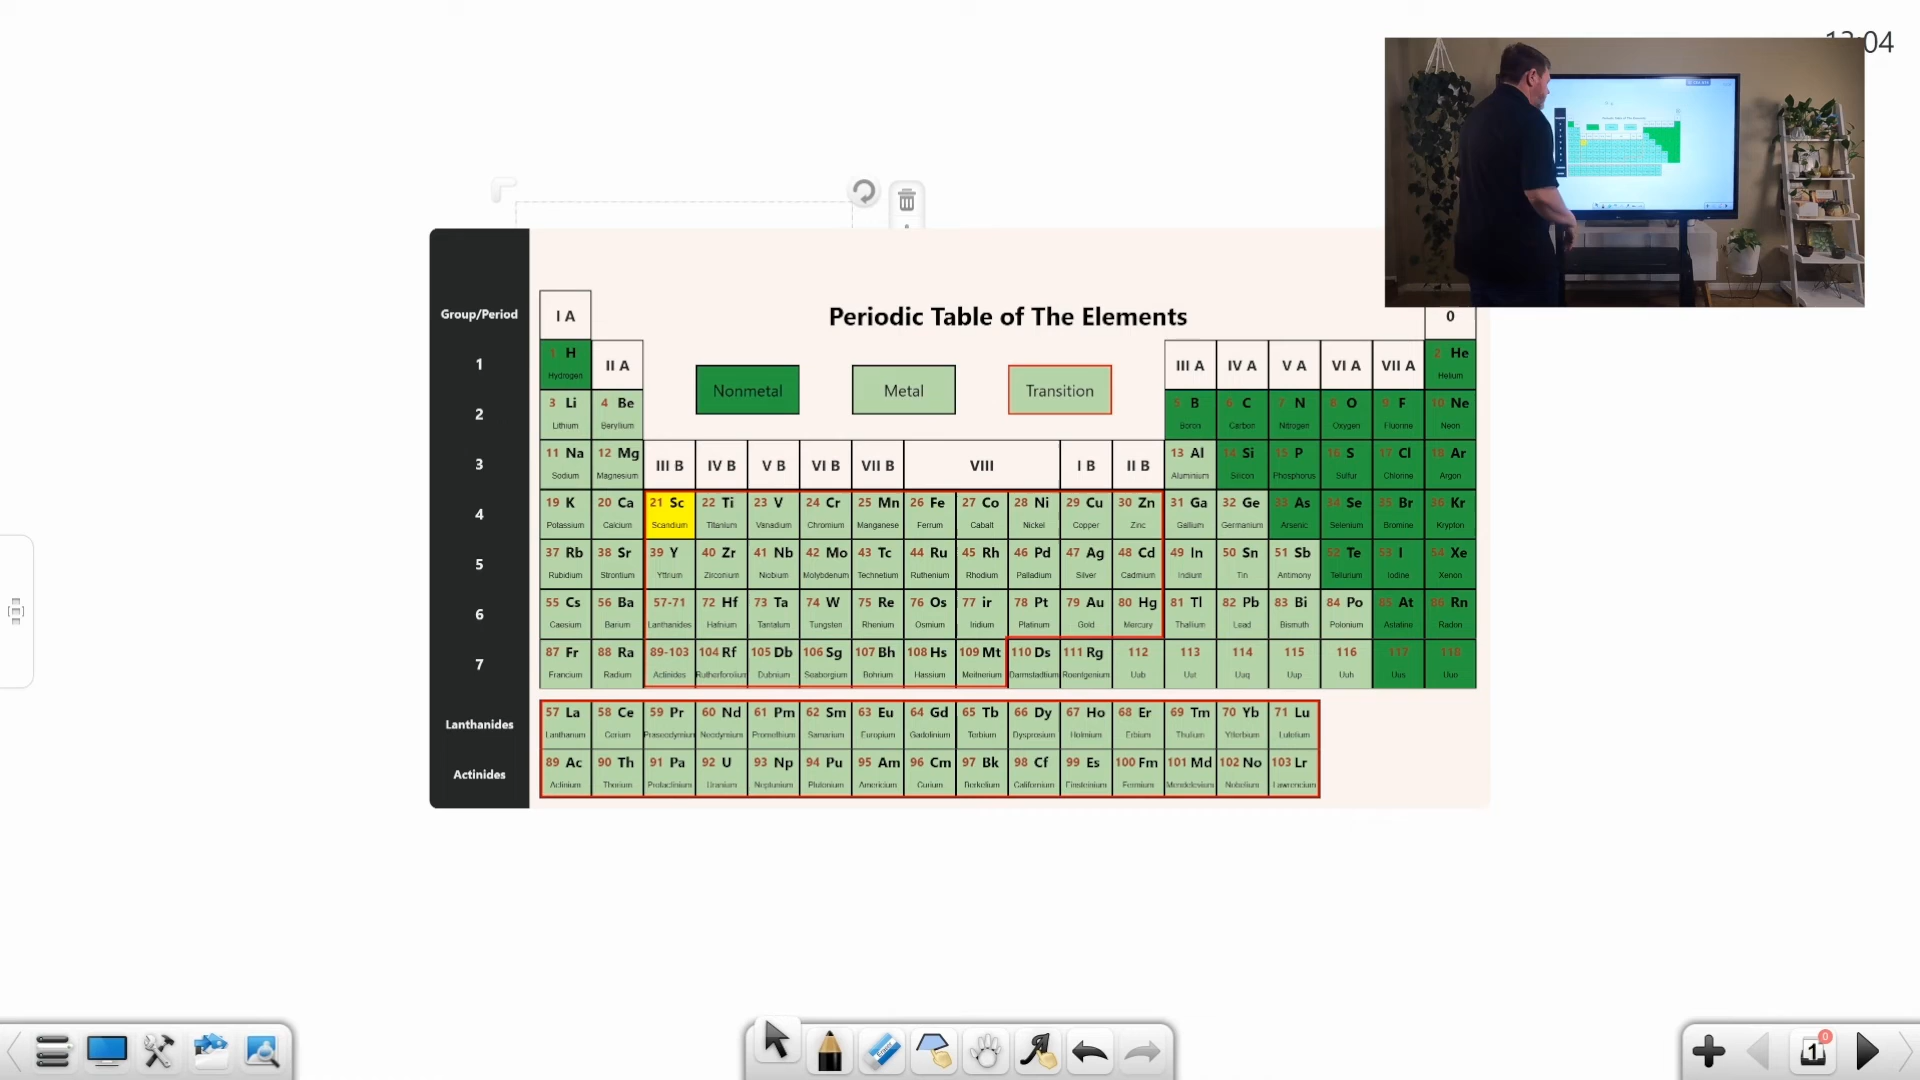 :04
Group/Period
I A
Periodic Table of The Elements
0
1
1 H
II A
Nonmetal
Metal
Transition
III A
IV A
V A
VI A
VII A
2 He
Hydrogen
Helium
2
3 Li
4 Be
5 B
6 C
7 N
8 O
9 F
10 Ne
Lithium
Beryllium
Boron
Carbon
Nitrogen
Oxygen
Fluorine
Neon
3
11 Na
12 Mg
III B
IV B
V B
VI B
VII B
VIII
I B
II B
13 Al
14 Si
15 P
16 S
17 Cl
18 Ar
Sodium
Magnesium
Aluminium
Silicon
Phosphorus
Sulfur
Chlorine
Argon
4
19 K
20 Ca
21 Sc
22 Ti
23 V
24 Cr
25 Mn
26 Fe
27 Co
28 Ni
29 Cu
30 Zn
31 Ga
32 Ge
33 As
34 Se
35 Br
36 Kr
Potassium
Calcium
Scandium
Titanium
Vanadium
Chromium
Manganese
Ferrum
Cabalt
Nickel
Copper
Zinc
Gallium
Germanium
Arsenic
Selenium
Bromine
Krypton
5
37 Rb
38 Sr
39 Y
40 Zr
41 Nb
42 Mo
43 Tc
44 Ru
45 Rh
46 Pd
47 Ag
48 Cd
49 In
50 Sn
51 Sb
52 Te
53 I
54 Xe
Rubidium
Strontium
Yttrium
Zirconium
Niobium
Molybdenum
Technetium
Ruthenium
Rhodium
Palladium
Silver
Cadmium
Indium
Tin
Antimony
Tellurium
Iodine
Xenon
6
55 Cs
56 Ba
57-71
72 Hf
73 Ta
74 W
75 Re
76 Os
77 ir
78 Pt
79 Au
80 Hg
81 Tl
82 Pb
83 Bi
84 Po
85 At
86 Rn
Caesium
Barium
Lanthanides
Hafnium
Tantalum
Tungsten
Rhenium
Osmium
Iridium
Platinum
Gold
Mercury
Thallium
Lead
Bismuth
Polonium
Astatine
Radon
7
87 Fr
88 Ra
89-103
104 Rf
105 Db
106 Sg
107 Bh
108 Hs
109 Mt
110 Ds
111 Rg
112
113
114
115
116
117
118
Francium
Radium
Actinides
Rutherforolium
Dubnium
Seabergium
Bohrium
Hassium
Meitnerium
Darmstadtium
Roentgenium
Uub
Uut
Uuq
Uup
Uuh
Uus
Uuo
Lanthanides
57 La
58 Ce
59 Pr
60 Nd
61 Pm
62 Sm
63 Eu
64 Gd
65 Tb
66 Dy
67 Ho
68 Er
69 Tm
70 Yb
71 Lu
Lanthanum
Cerium
Praseodymium
Neodymium
Promethium
Samarium
Europium
Gadolinium
Terbium
Dysprosium
Holmium
Erbium
Thulium
Ytterbium
Lutetium
Actinides
89 Ac
90 Th
91 Pa
92 U
93 Np
94 Pu
95 Am
96 Cm
97 Bk
98 Cf
99 Es
100 Fm
101 Md
102 No
103 Lr
Actinium
Thorium
Protactinium
Uranium
Neptunium
Plutonium
Americium
Curium
Berkelium
Californium
Einsteinium
Fermium
Mendelevium
Nobelium
Lawrencium
1
0